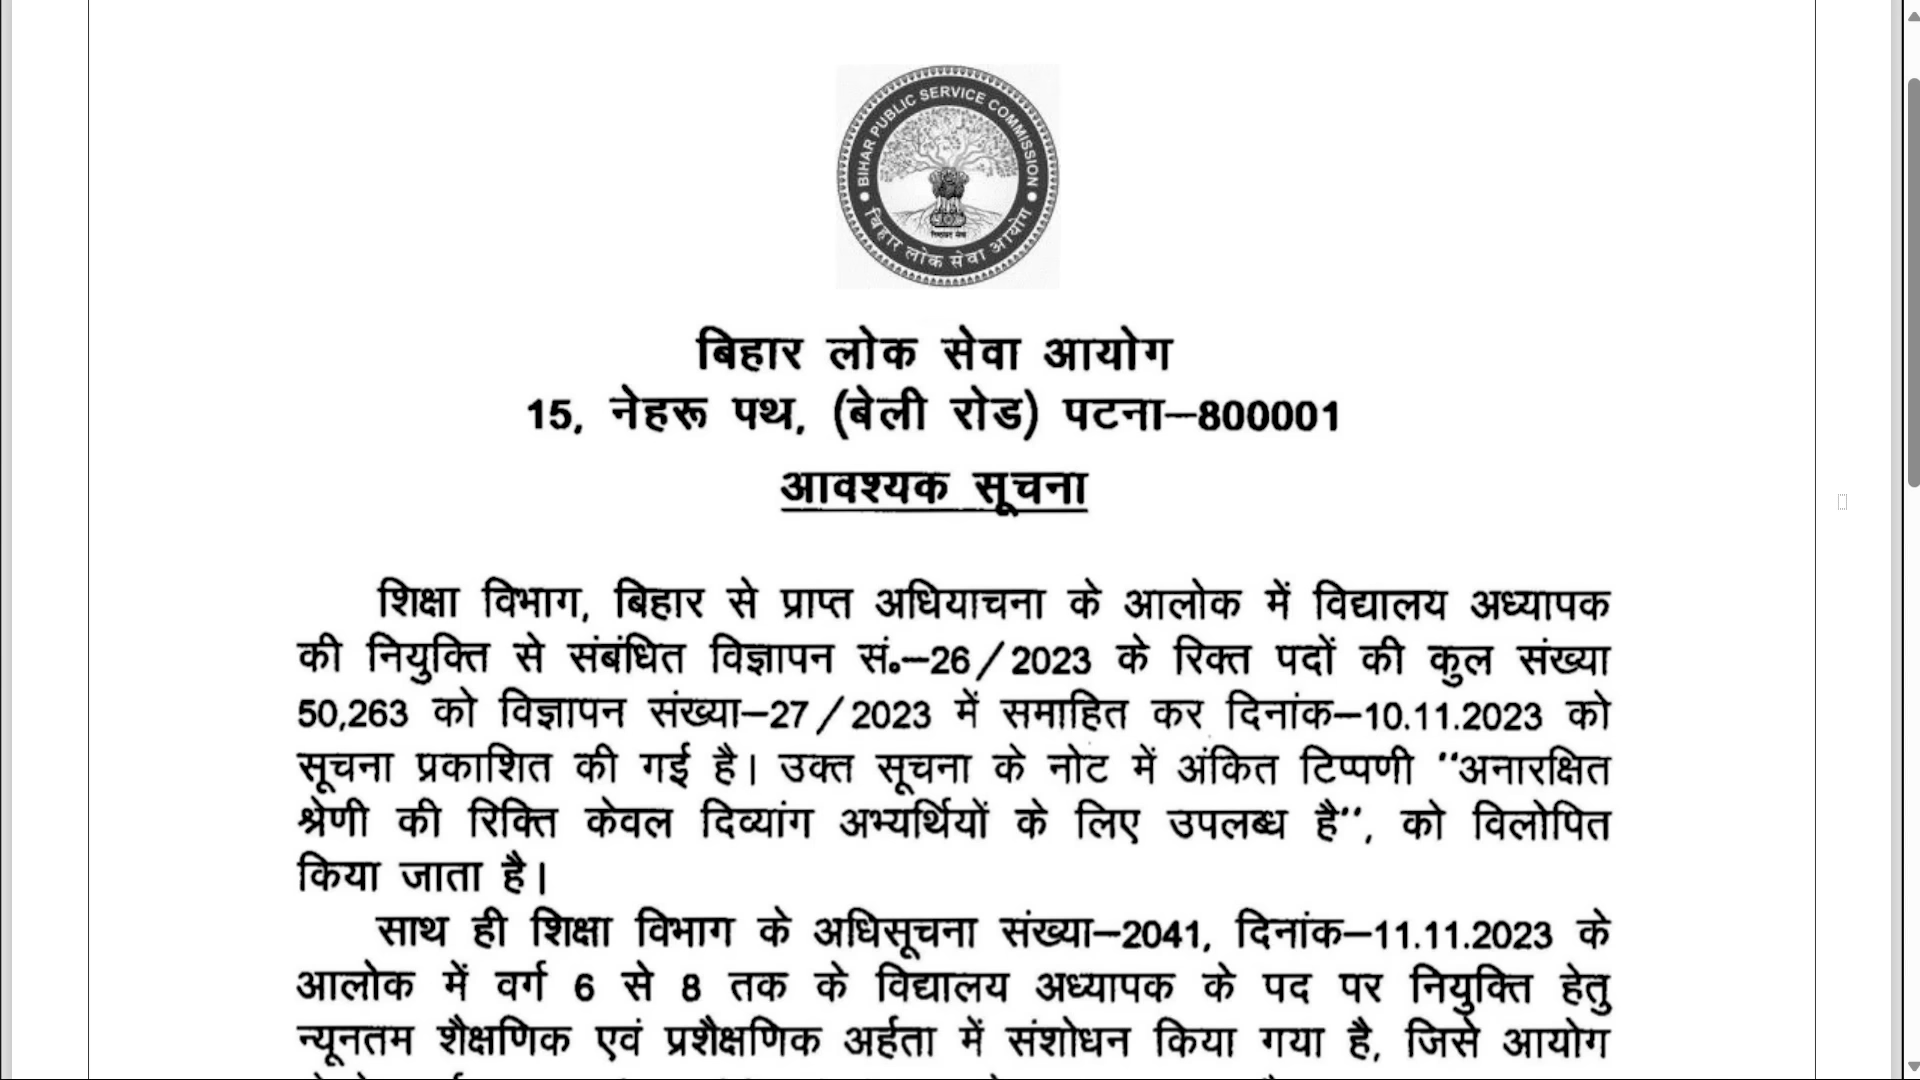 BIHAR PUBLIC SERVICE COMMISSION
बिहार लोक सेवा आयोग
बिहार लोक सेवा आयोग
15, नेहरू पथ, (बेली रोड) पटना–800001
आवश्यक सूचना
शिक्षा विभाग, बिहार से प्राप्त अधियाचना के आलोक में विद्यालय अध्यापक
की नियुक्ति से संबंधित विज्ञापन सं.–26/2023 के रिक्त पदों की कुल संख्या
50,263 को विज्ञापन संख्या–27/2023 में समाहित कर दिनांक–10.11.2023 को
सूचना प्रकाशित की गई है। उक्त सूचना के नोट में अंकित टिप्पणी ‘‘अनारक्षित
श्रेणी की रिक्ति केवल दिव्यांग अभ्यर्थियों के लिए उपलब्ध है’’, को विलोपित
किया जाता है।
साथ ही शिक्षा विभाग के अधिसूचना संख्या–2041, दिनांक–11.11.2023 के
आलोक में वर्ग 6 से 8 तक के विद्यालय अध्यापक के पद पर नियुक्ति हेतु
न्यूनतम शैक्षणिक एवं प्रशैक्षणिक अर्हता में संशोधन किया गया है, जिसे आयोग